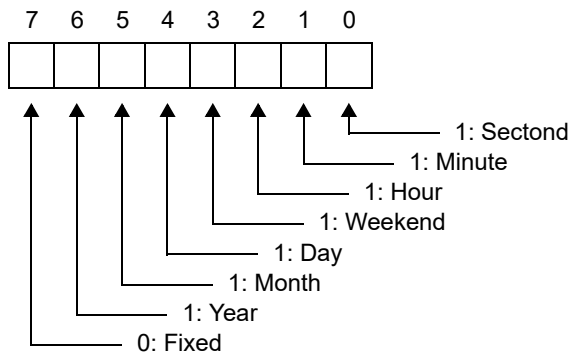 7 6 5 4 3 2 1 0
1: Sectond
1: Minute
1: Hour
1: Weekend
1: Day
1: Month
1: Year
0: Fixed